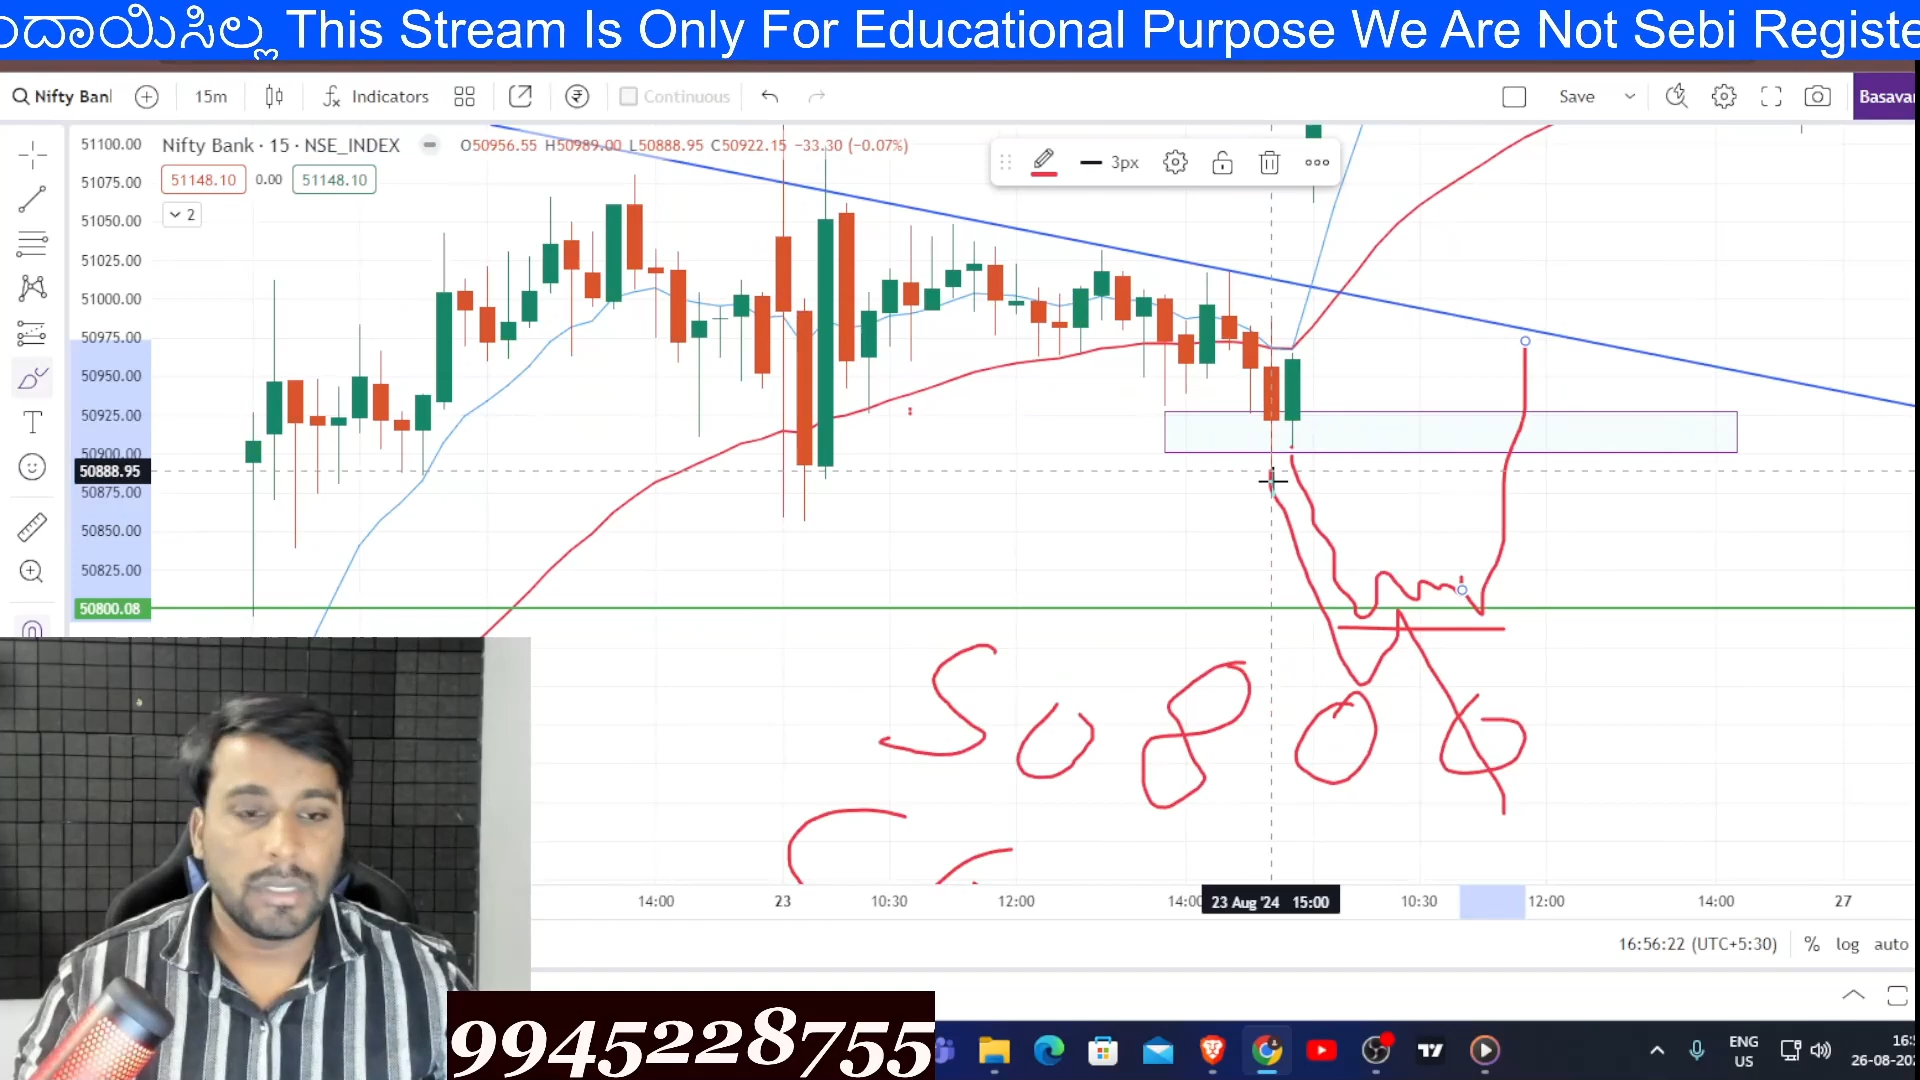 ದಾಯಿಸಿಲ್ಲ This Stream Is Only For Educational Purpose We Are Not Sebi Registe
Nifty Ban
15m
Indicators
Continuous
Save
Basava
51100.00
Nifty Bank · 15 · NSE_INDEX
O50956.55 H50989.00 L50888.95 C50922.15 −33.30 (−0.07%)
3px
51075.00
51148.10 0.00 51148.10
51050.00
2
51025.00
51000.00
50975.00
50950.00
50925.00
50900.00
50888.95
50875.00
50850.00
50825.00
50800.08
50800
14:00
23
10:30
12:00
14:00
23 Aug '24 15:00
10:30
12:00
14:00
27
16:56:22 (UTC+5:30)
%
log
auto
9945228755
ENG
US
16:
26-08-20